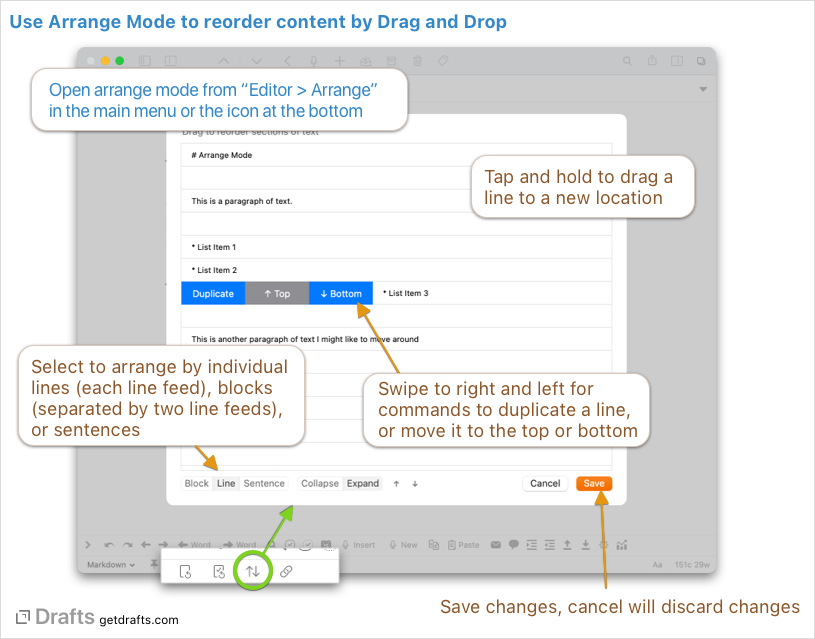 Use Arrange Mode to reorder content by Drag and Drop
Open arrange mode from “Editor > Arrange”
in the main menu or the icon at the bottom
Drag to reorder sections of text
# Arrange Mode
Tap and hold to drag a
line to a new location
This is a paragraph of text.
* List Item 1
* List Item 2
Duplicate ↑ Top ↓ Bottom * List Item 3
This is another paragraph of text I might like to move around
Select to arrange by individual
lines (each line feed), blocks
(separated by two line feeds),
or sentences
Swipe to right and left for
commands to duplicate a line,
or move it to the top or bottom
Block Line Sentence Collapse Expand ↑ ↓ Cancel Save
Word Word Insert New Paste
Markdown Aa 151c 29w
Save changes, cancel will discard changes
Drafts getdrafts.com